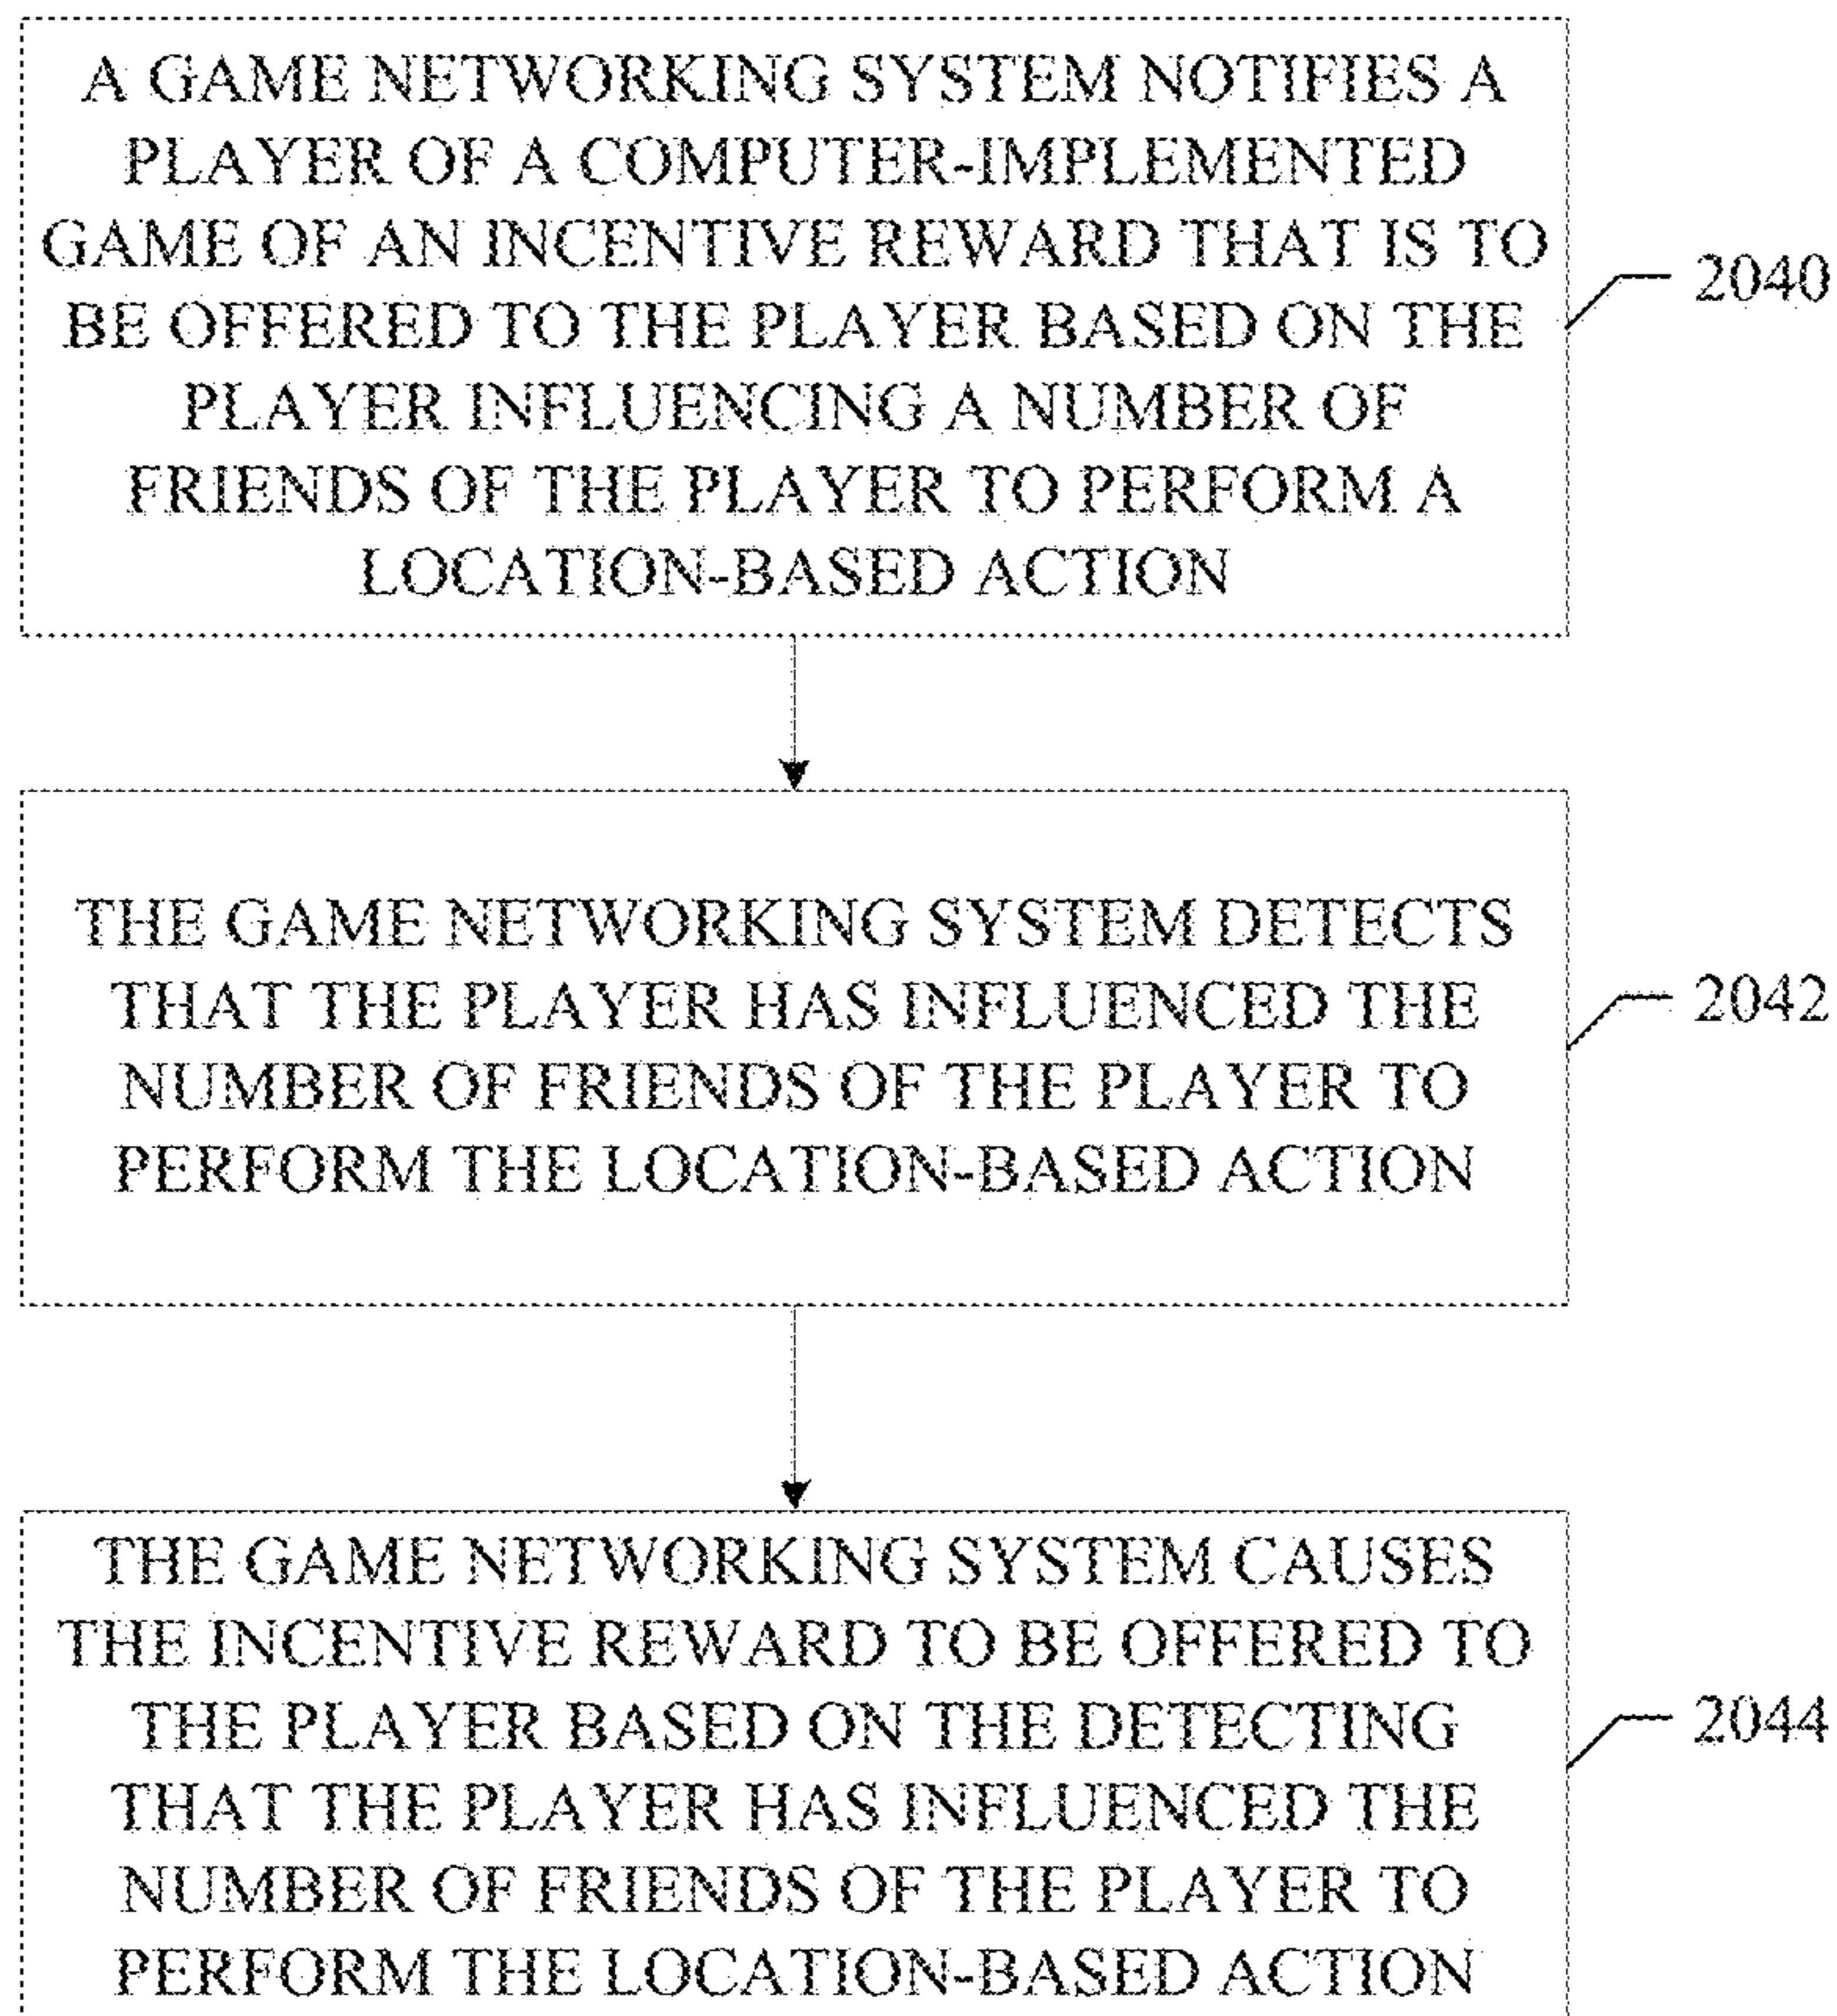 A GAME NETWORKING SYSTEM NOTIFIES A
PLAYER OF A COMPUTER-IMPLEMENTED
GAME OF AN INCENTIVE REWARD THAT IS TO
BE OFFERED TO THE PLAYER BASED ON THE
PLAYER INFLUENCING A NUMBER OF
FRIENDS OF THE PLAYER TO PERFORM A
LOCATION-BASED ACTION
2040
THE GAME NETWORKING SYSTEM DETECTS
THAT THE PLAYER HAS INFLUENCED THE
NUMBER OF FRIENDS OF THE PLAYER TO
PERFORM THE LOCATION-BASED ACTION
2042
THE GAME NETWORKING SYSTEM CAUSES
THE INCENTIVE REWARD TO BE OFFERED TO
THE PLAYER BASED ON THE DETECTING
THAT THE PLAYER HAS INFLUENCED THE
NUMBER OF FRIENDS OF THE PLAYER TO
PERFORM THE LOCATION-BASED ACTION
2044